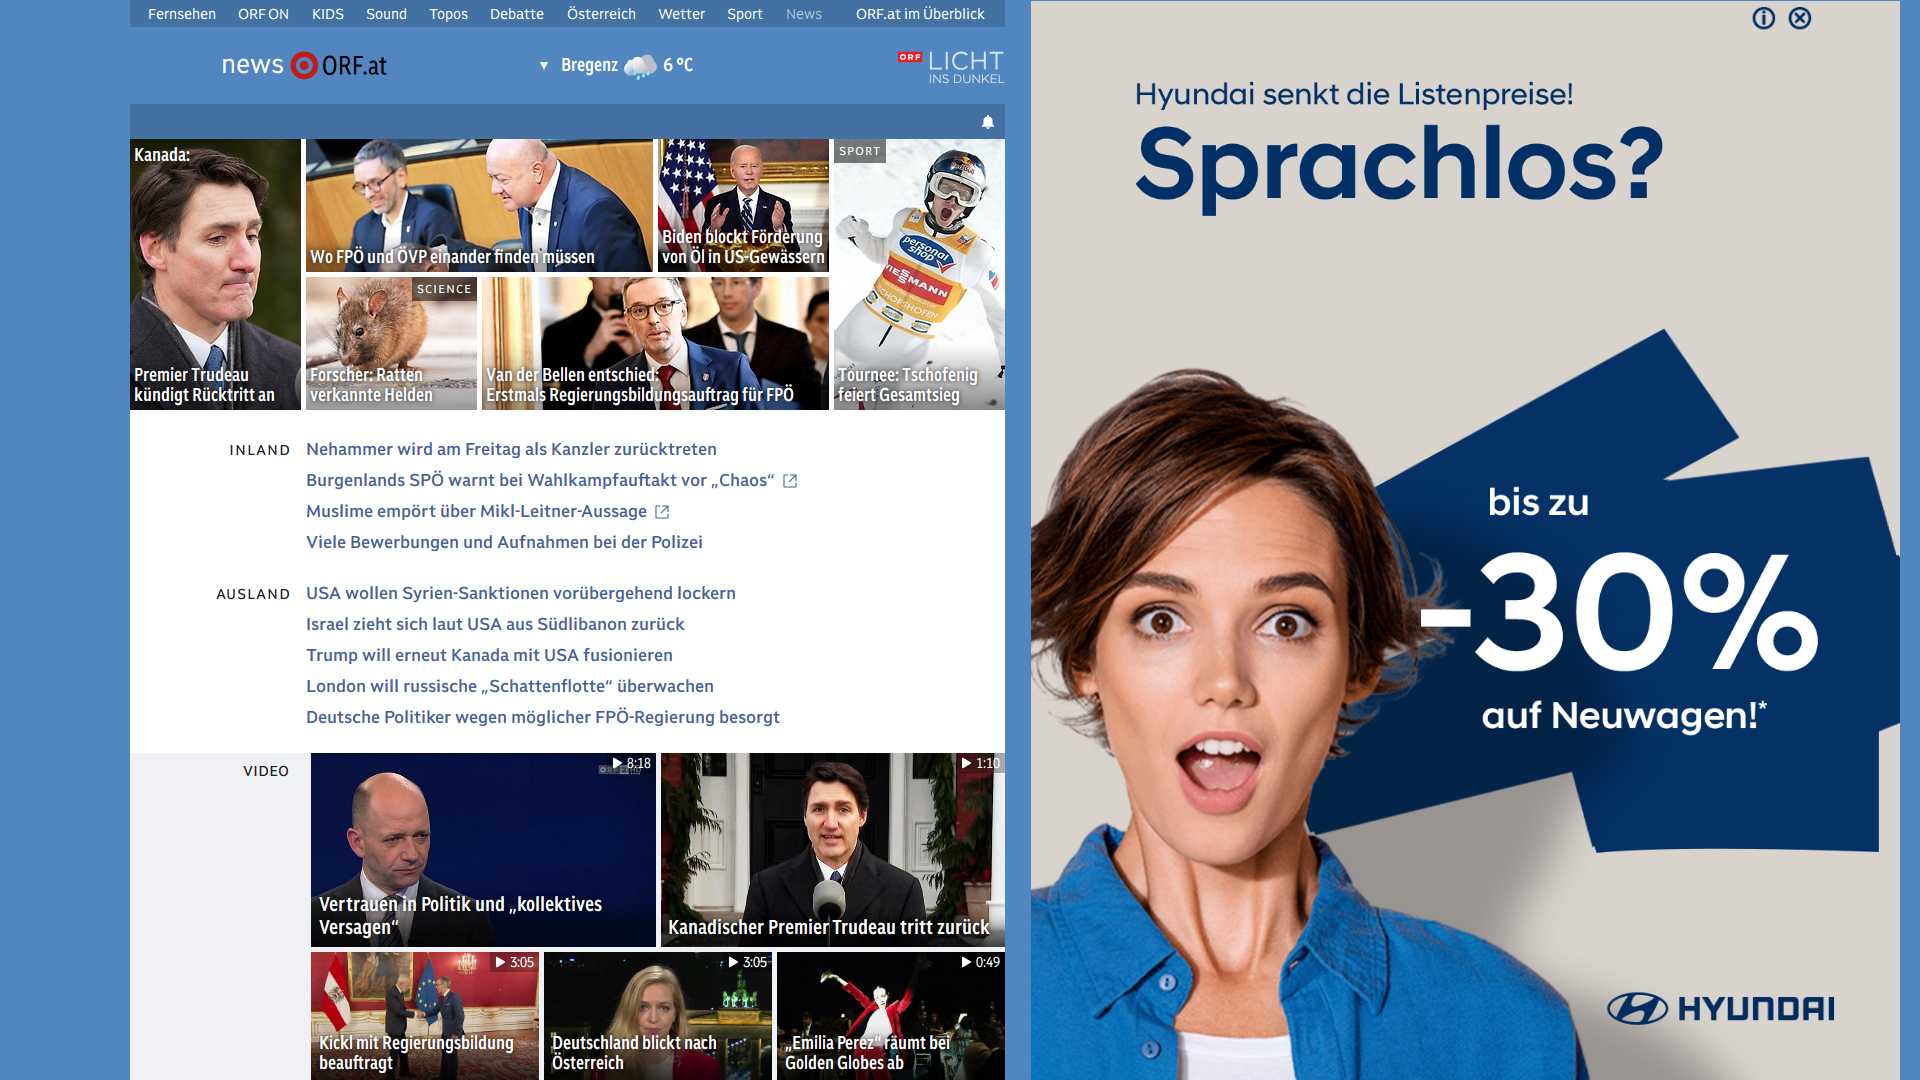 Fernsehen ORF ON KIDS Sound Topos Debatte Österreich Wetter Sport News ORF.at im Überblick
news ORF.at
▼ Bregenz 6 °C
ORF LICHT
INS DUNKEL
Kanada:
Premier Trudeau
kündigt Rücktritt an
Wo FPÖ und ÖVP einander finden müssen
Biden blockt Förderung
von Öl in US-Gewässern
SPORT
Tournee: Tschofenig
feiert Gesamtsieg
SCIENCE
Forscher: Ratten
verkannte Helden
Van der Bellen entschied:
Erstmals Regierungsbildungsauftrag für FPÖ
INLAND
Nehammer wird am Freitag als Kanzler zurücktreten
Burgenlands SPÖ warnt bei Wahlkampfauftakt vor „Chaos“
Muslime empört über Mikl-Leitner-Aussage
Viele Bewerbungen und Aufnahmen bei der Polizei
AUSLAND
USA wollen Syrien-Sanktionen vorübergehend lockern
Israel zieht sich laut USA aus Südlibanon zurück
Trump will erneut Kanada mit USA fusionieren
London will russische „Schattenflotte“ überwachen
Deutsche Politiker wegen möglicher FPÖ-Regierung besorgt
VIDEO
8:18
Vertrauen in Politik und „kollektives
Versagen“
1:10
Kanadischer Premier Trudeau tritt zurück
3:05
Kickl mit Regierungsbildung
beauftragt
3:05
Deutschland blickt nach
Österreich
0:49
„Emilia Perez“ räumt bei
Golden Globes ab
Hyundai senkt die Listenpreise!
Sprachlos?
bis zu
-30%
auf Neuwagen!*
HYUNDAI